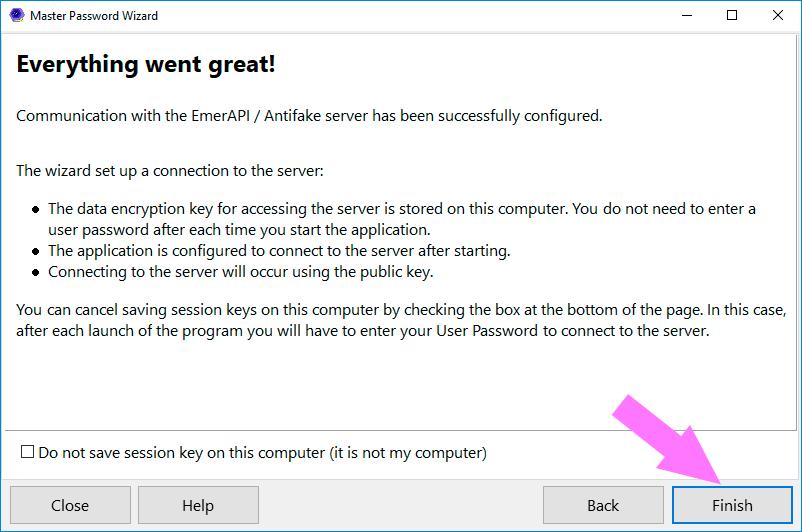 Master Password Wizard
Everything went great!
Communication with the EmerAPI / Antifake server has been successfully configured.
The wizard set up a connection to the server:
The data encryption key for accessing the server is stored on this computer. You do not need to enter a
user password after each time you start the application.
The application is configured to connect to the server after starting.
Connecting to the server will occur using the public key.
You can cancel saving session keys on this computer by checking the box at the bottom of the page. In this case,
after each launch of the program you will have to enter your User Password to connect to the server.
Do not save session key on this computer (it is not my computer)
Close Help Back Finish